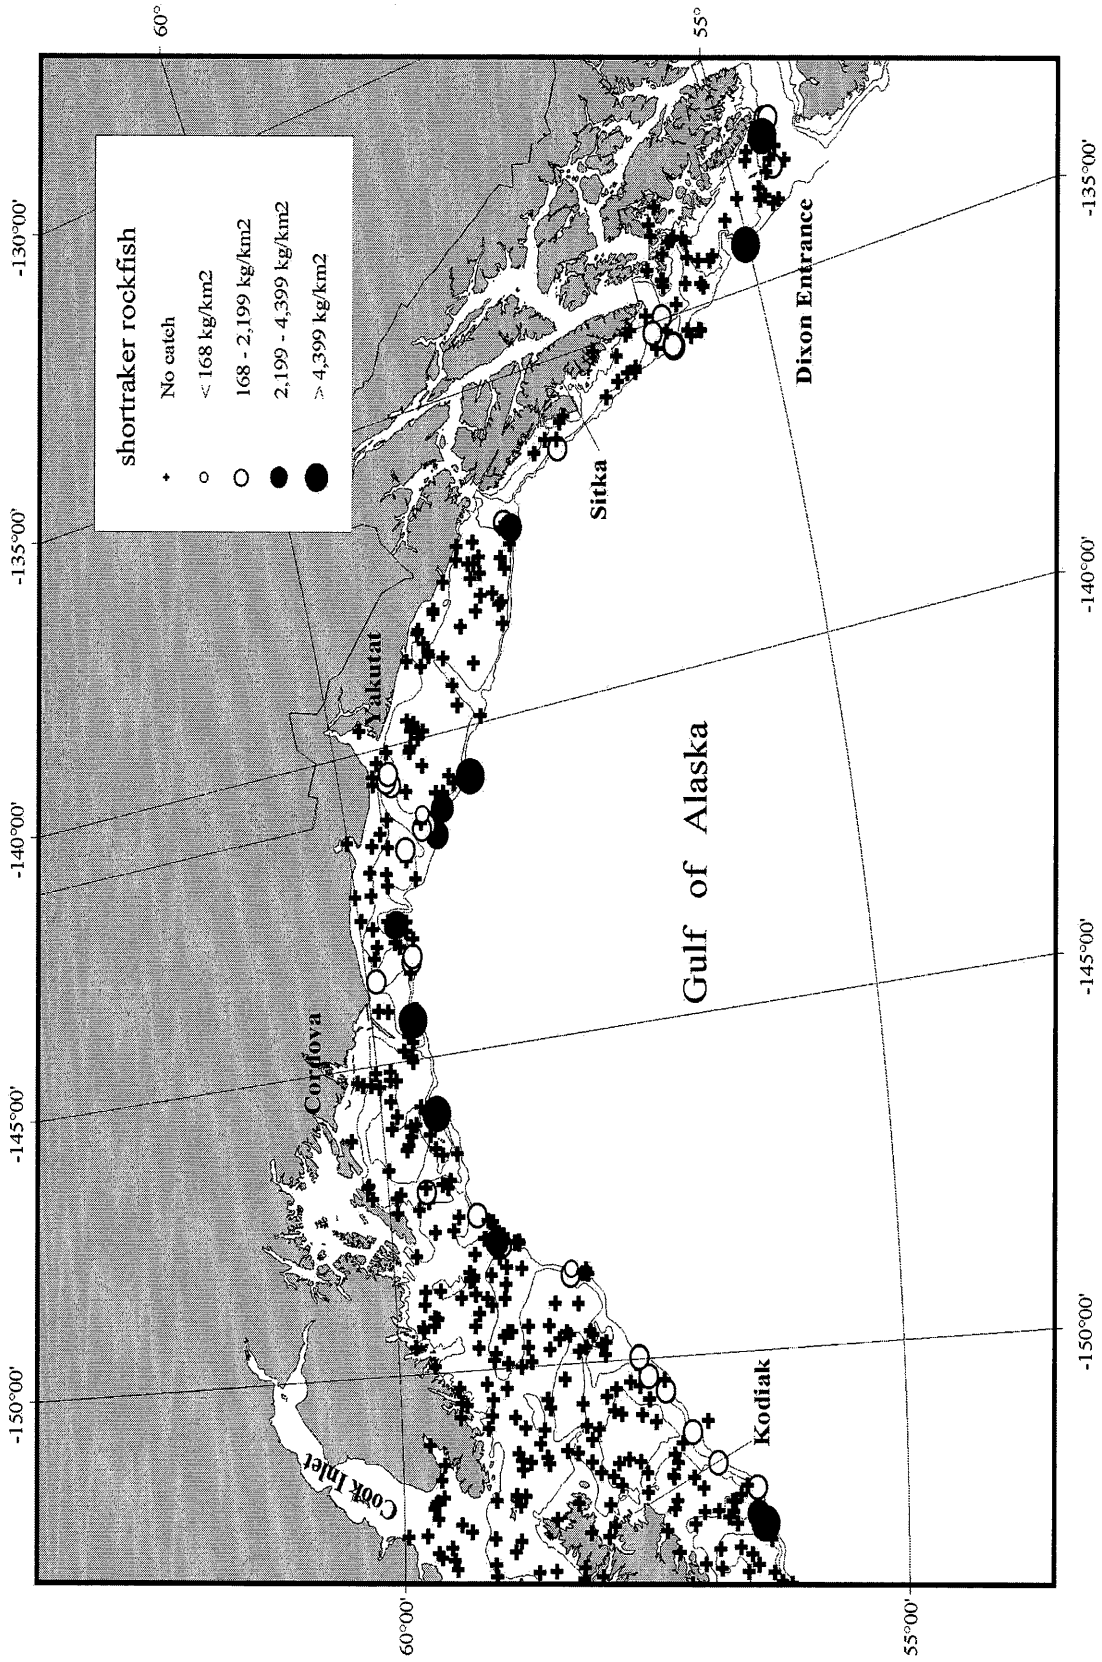 shortraker rockfish
No catch
< 168 kg/km2
168 - 2,199 kg/km2
2,199 - 4,399 kg/km2
> 4,399 kg/km2
-150°00'
-145°00'
-140°00'
-135°00'
-130°00'
60°
55°
60°00'
55°00'
-150°00'
-145°00'
-140°00'
-135°00'
Cook Inlet
Cordova
Yakutat
Sitka
Dixon Entrance
Kodiak
Gulf of Alaska